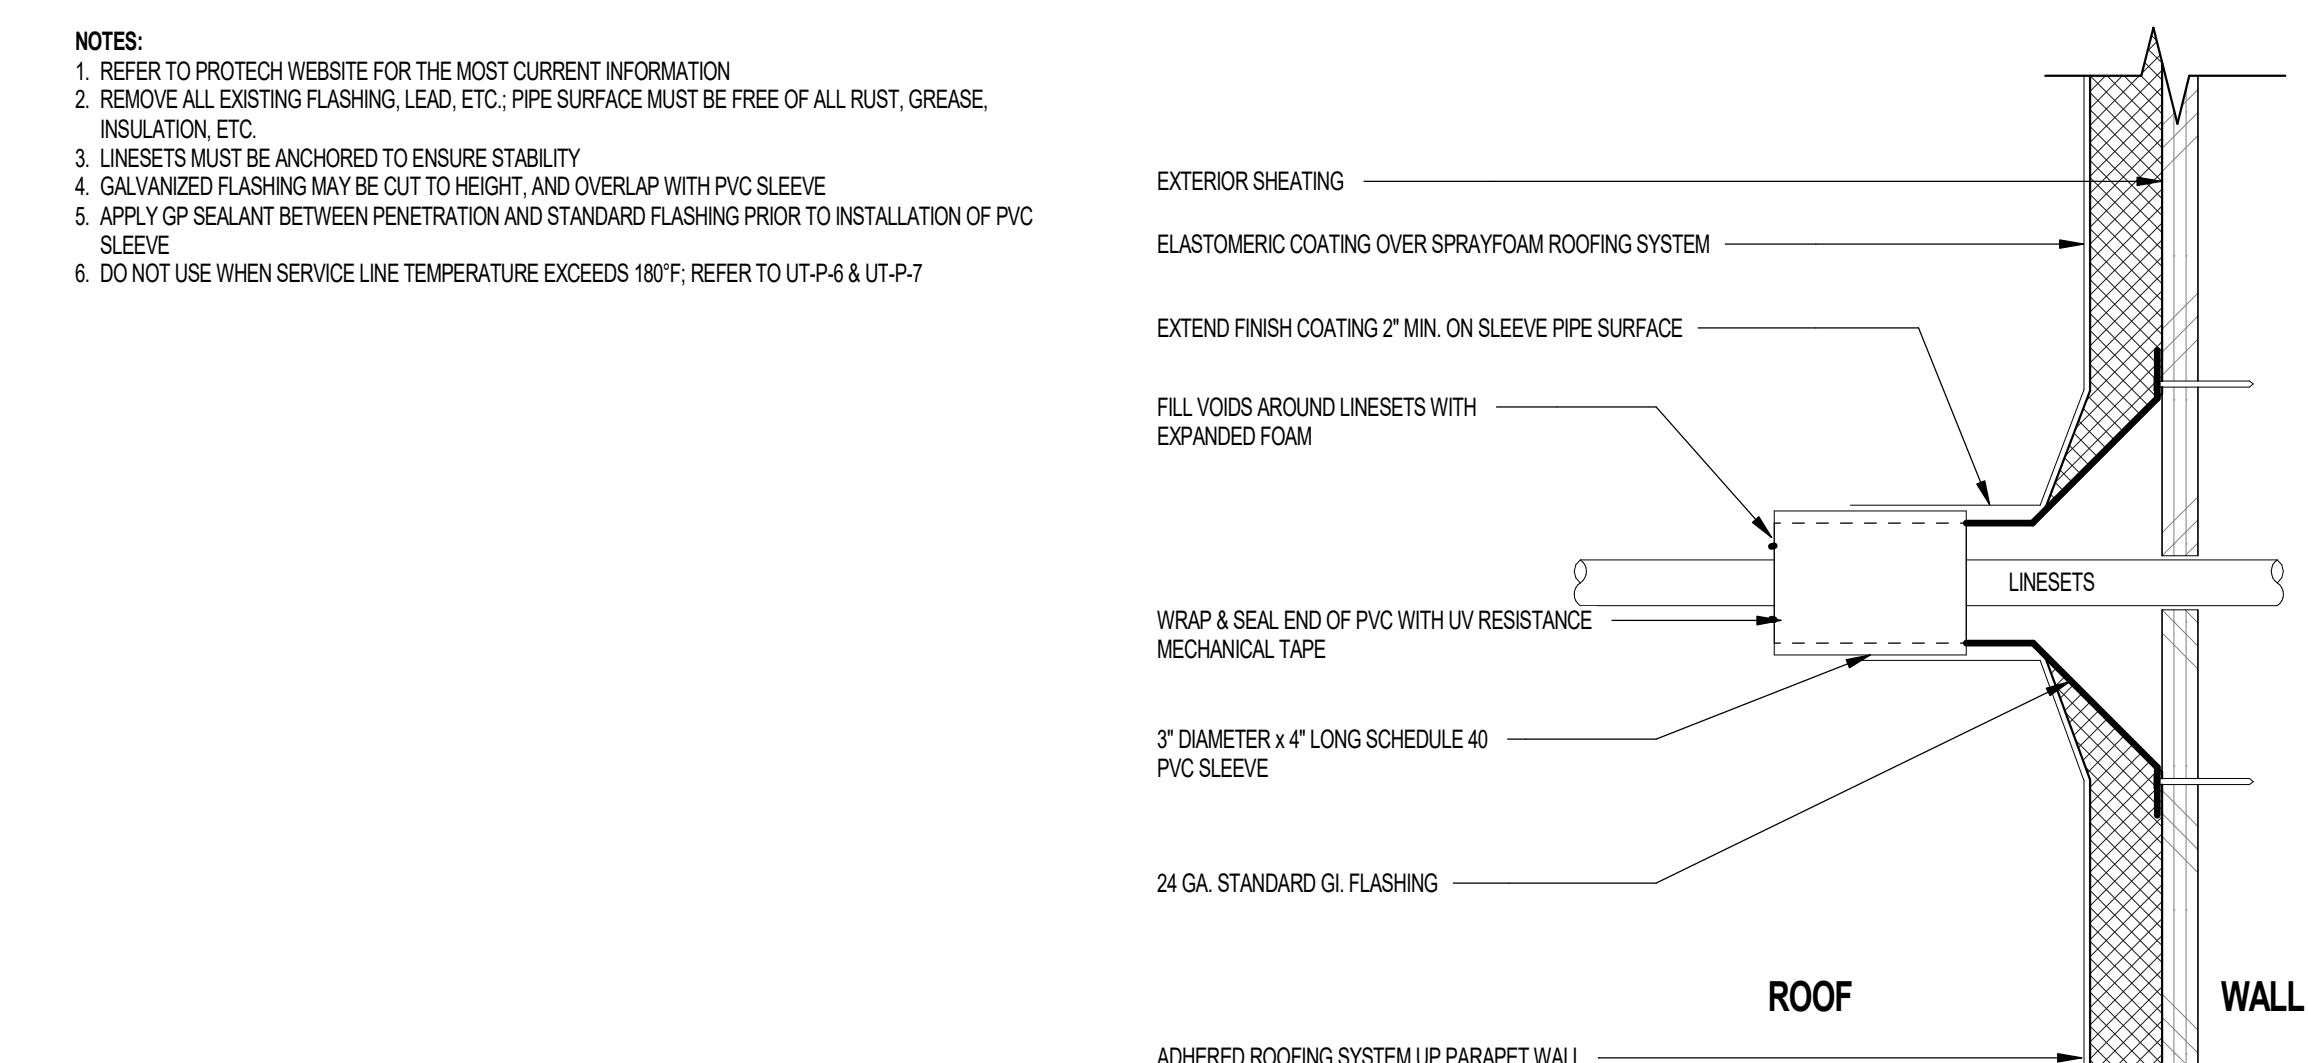 NOTES:
1. REFER TO PROTECH WEBSITE FOR THE MOST CURRENT INFORMATION
2. REMOVE ALL EXISTING FLASHING, LEAD, ETC.; PIPE SURFACE MUST BE FREE OF ALL RUST, GREASE,
INSULATION, ETC.
3. LINESETS MUST BE ANCHORED TO ENSURE STABILITY
4. GALVANIZED FLASHING MAY BE CUT TO HEIGHT, AND OVERLAP WITH PVC SLEEVE
5. APPLY GP SEALANT BETWEEN PENETRATION AND STANDARD FLASHING PRIOR TO INSTALLATION OF PVC
SLEEVE
6. DO NOT USE WHEN SERVICE LINE TEMPERATURE EXCEEDS 180°F; REFER TO UT-P-6 & UT-P-7
EXTERIOR SHEATING
ELASTOMERIC COATING OVER SPRAYFOAM ROOFING SYSTEM
EXTEND FINISH COATING 2" MIN. ON SLEEVE PIPE SURFACE
FILL VOIDS AROUND LINESETS WITH
EXPANDED FOAM
LINESETS
WRAP & SEAL END OF PVC WITH UV RESISTANCE
MECHANICAL TAPE
3" DIAMETER x 4" LONG SCHEDULE 40
PVC SLEEVE
24 GA. STANDARD GI. FLASHING
ROOF
WALL
ADHERED ROOFING SYSTEM UP PARAPET WALL